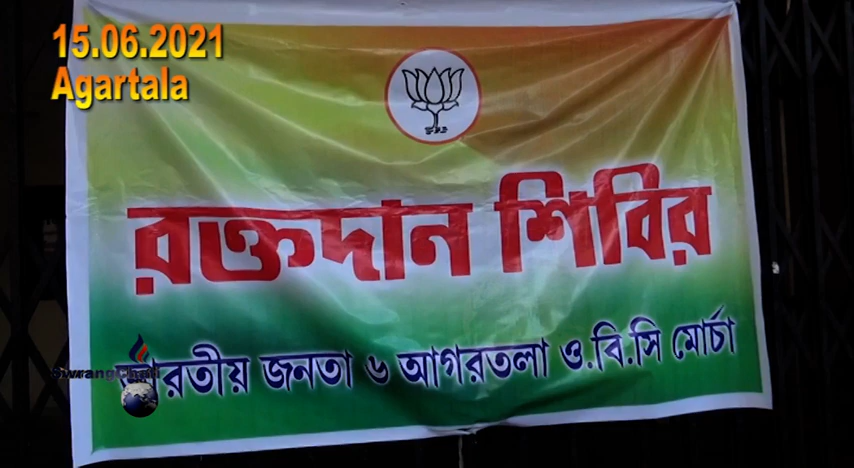 15.06.2021
Agartala
রক্তদান শিবির
ভারতীয় জনতা ৬ আগরতলা ও.বি.সি মোর্চা